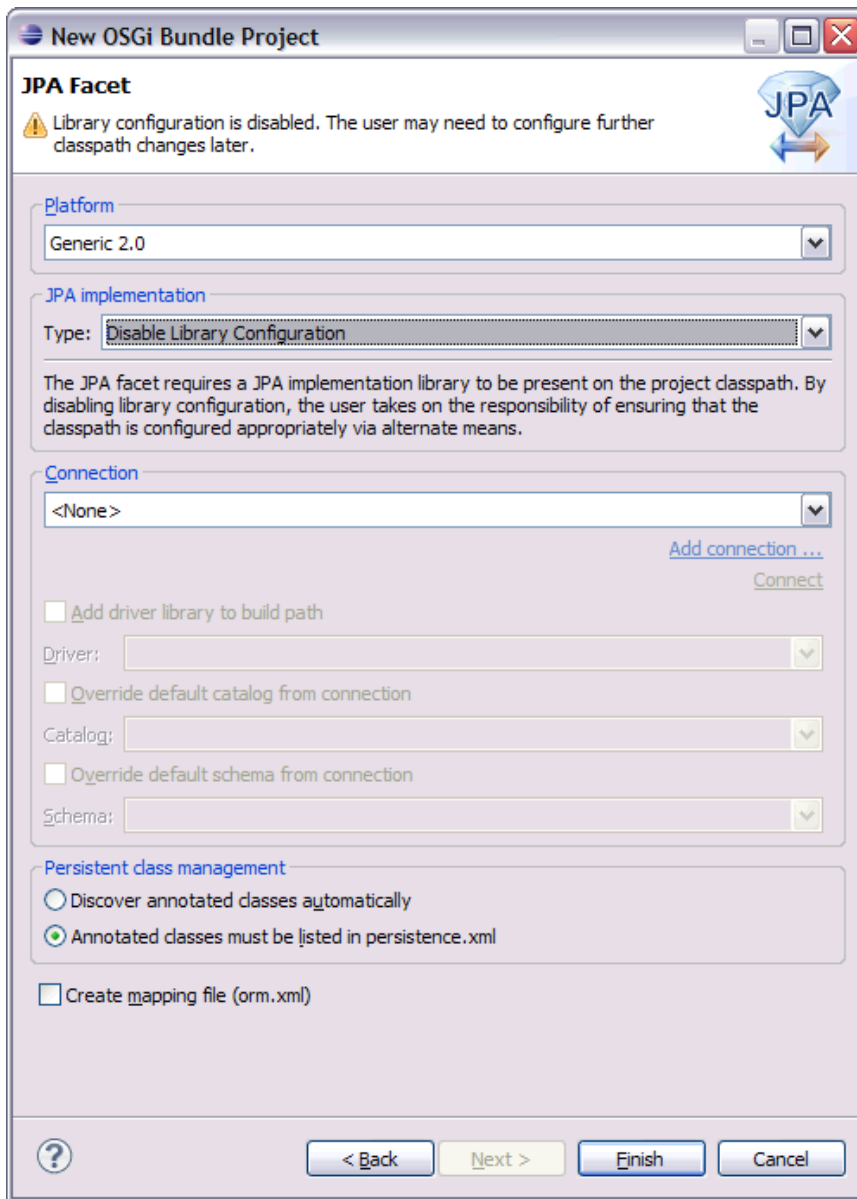 New OSGi Bundle Project
JPA Facet
Library configuration is disabled. The user may need to configure further
classpath changes later.
JPA
Platform
Generic 2.0
JPA implementation
Type: Disable Library Configuration
The JPA facet requires a JPA implementation library to be present on the project classpath. By
disabling library configuration, the user takes on the responsibility of ensuring that the
classpath is configured appropriately via alternate means.
Connection
<None>
Add connection ...
Connect
Add driver library to build path
Driver:
Override default catalog from connection
Catalog:
Override default schema from connection
Schema:
Persistent class management
Discover annotated classes automatically
Annotated classes must be listed in persistence.xml
Create mapping file (orm.xml)
? < Back Next > Finish Cancel